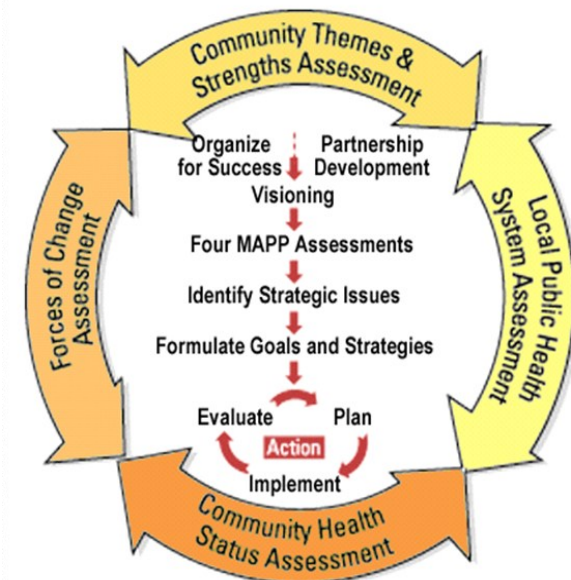 Community Themes &
Strengths Assessment
Organize
for Success
Partnership
Development
Visioning
Four MAPP Assessments
Identify Strategic Issues
Formulate Goals and Strategies
Evaluate
Plan
Action
Implement
Forces of Change
Assessment
Local Public Health
System Assessment
Community Health
Status Assessment